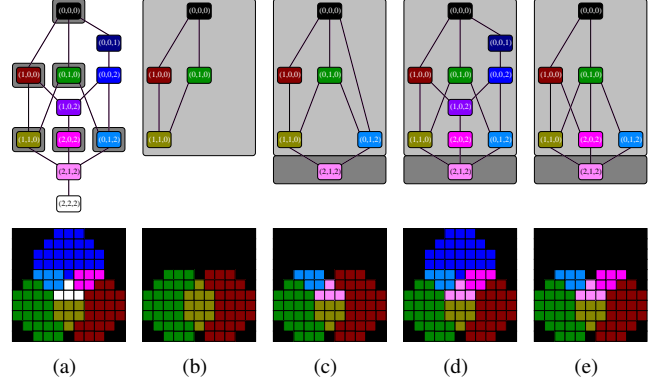 (0,0,0) (0,0,0) (0,0,0) (0,0,0) (0,0,0)
(0,0,1) (0,0,1)
(1,0,0) (0,1,0) (0,0,2) (1,0,0) (0,1,0) (1,0,0) (0,1,0) (1,0,0) (0,1,0) (0,0,2) (1,0,0) (0,1,0)
(1,0,2) (1,0,2)
(1,1,0) (2,0,2) (0,1,2) (1,1,0) (1,1,0) (0,1,2) (1,1,0) (2,0,2) (0,1,2) (1,1,0) (2,0,2) (0,1,2)
(2,1,2) (2,1,2) (2,1,2) (2,1,2)
(2,2,2)
(a) (b) (c) (d) (e)